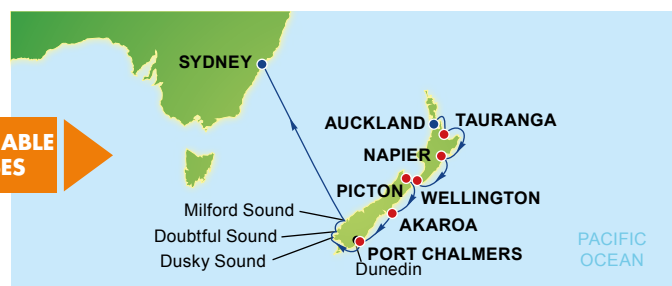 SYDNEY
AUCKLAND
TAURANGA
ABLE
ES
NAPIER
PICTON
WELLINGTON
Milford Sound
AKAROA
Doubtful Sound
PORT CHALMERS
Dusky Sound
Dunedin
PACIFIC
OCEAN